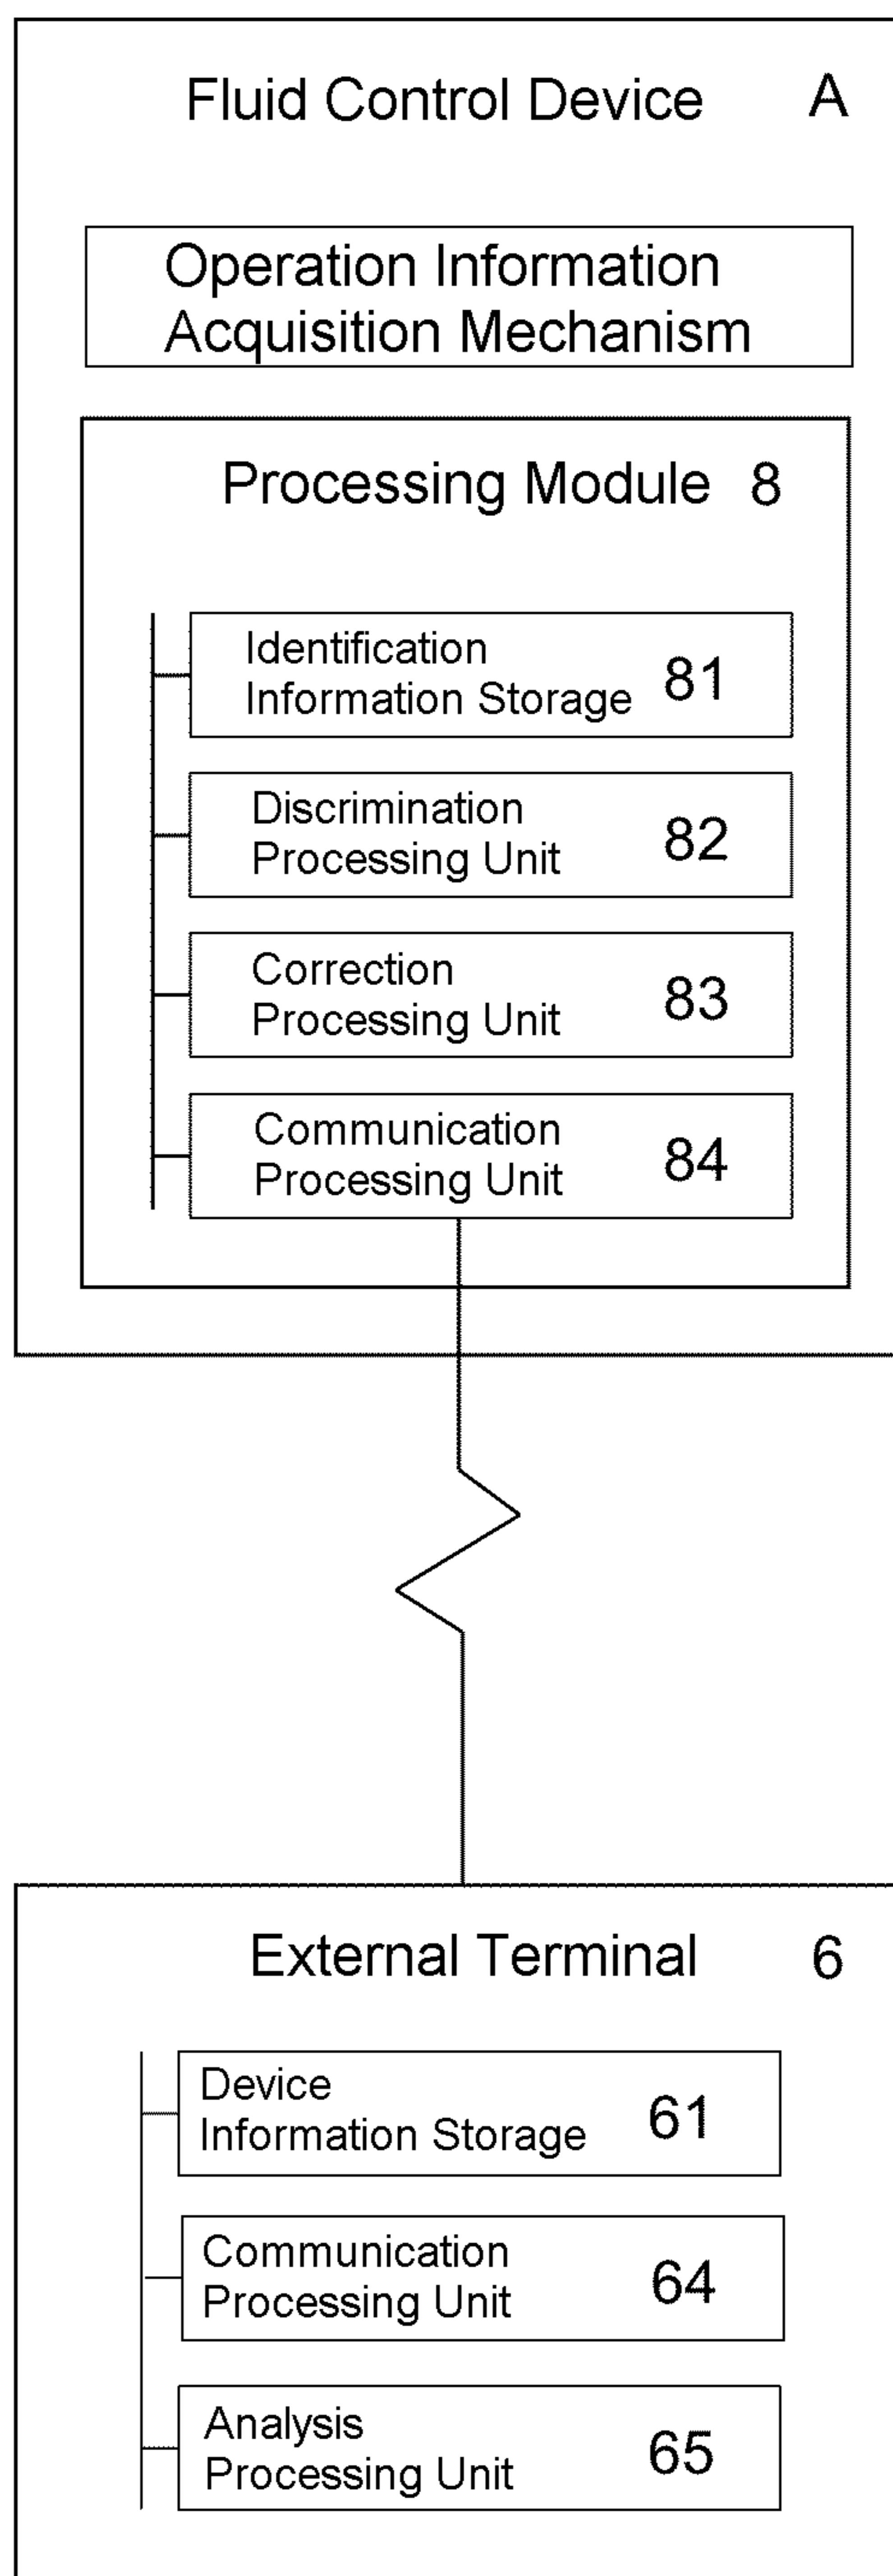 Fluid Control Device A
Operation Information
Acquisition Mechanism
Processing Module 8
Identification
Information Storage 81
Discrimination
Processing Unit 82
Correction
Processing Unit 83
Communication
Processing Unit 84
External Terminal 6
Device
Information Storage 61
Communication
Processing Unit 64
Analysis
Processing Unit 65